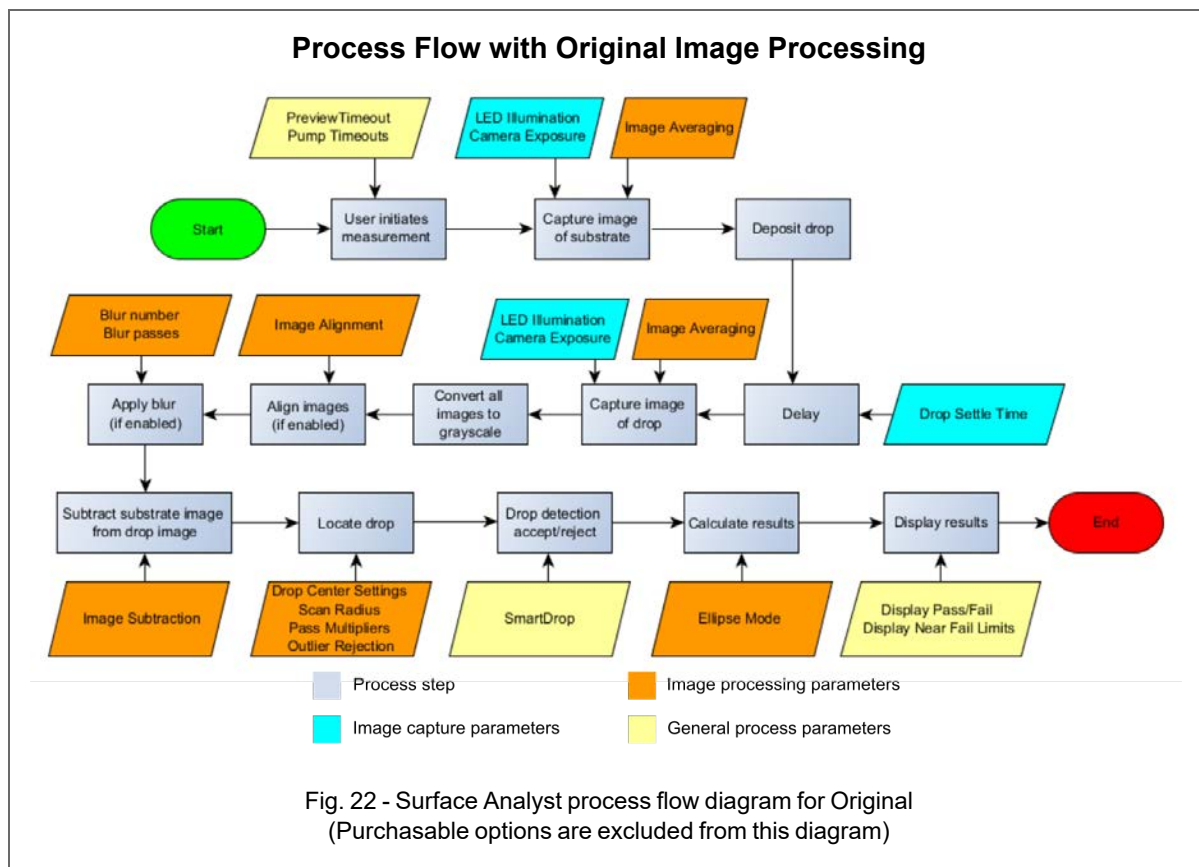 Process Flow with Original Image Processing
PreviewTimeout
Pump Timeouts
LED Illumination
Camera Exposure
Image Averaging
Start
User initiates
measurement
Capture image
of substrate
Deposit drop
Blur number
Blur passes
Image Alignment
LED Illumination
Camera Exposure
Image Averaging
Apply blur
(if enabled)
Align images
(if enabled)
Convert all
images to
grayscale
Capture image
of drop
Delay
Drop Settle Time
Subtract substrate image
from drop image
Locate drop
Drop detection
accept/reject
Calculate results
Display results
End
Image Subtraction
Drop Center Settings
Scan Radius
Pass Multipliers
Outlier Rejection
SmartDrop
Ellipse Mode
Display Pass/Fail
Display Near Fail Limits
Process step
Image processing parameters
Image capture parameters
General process parameters
Fig. 22 - Surface Analyst process flow diagram for Original
(Purchasable options are excluded from this diagram)